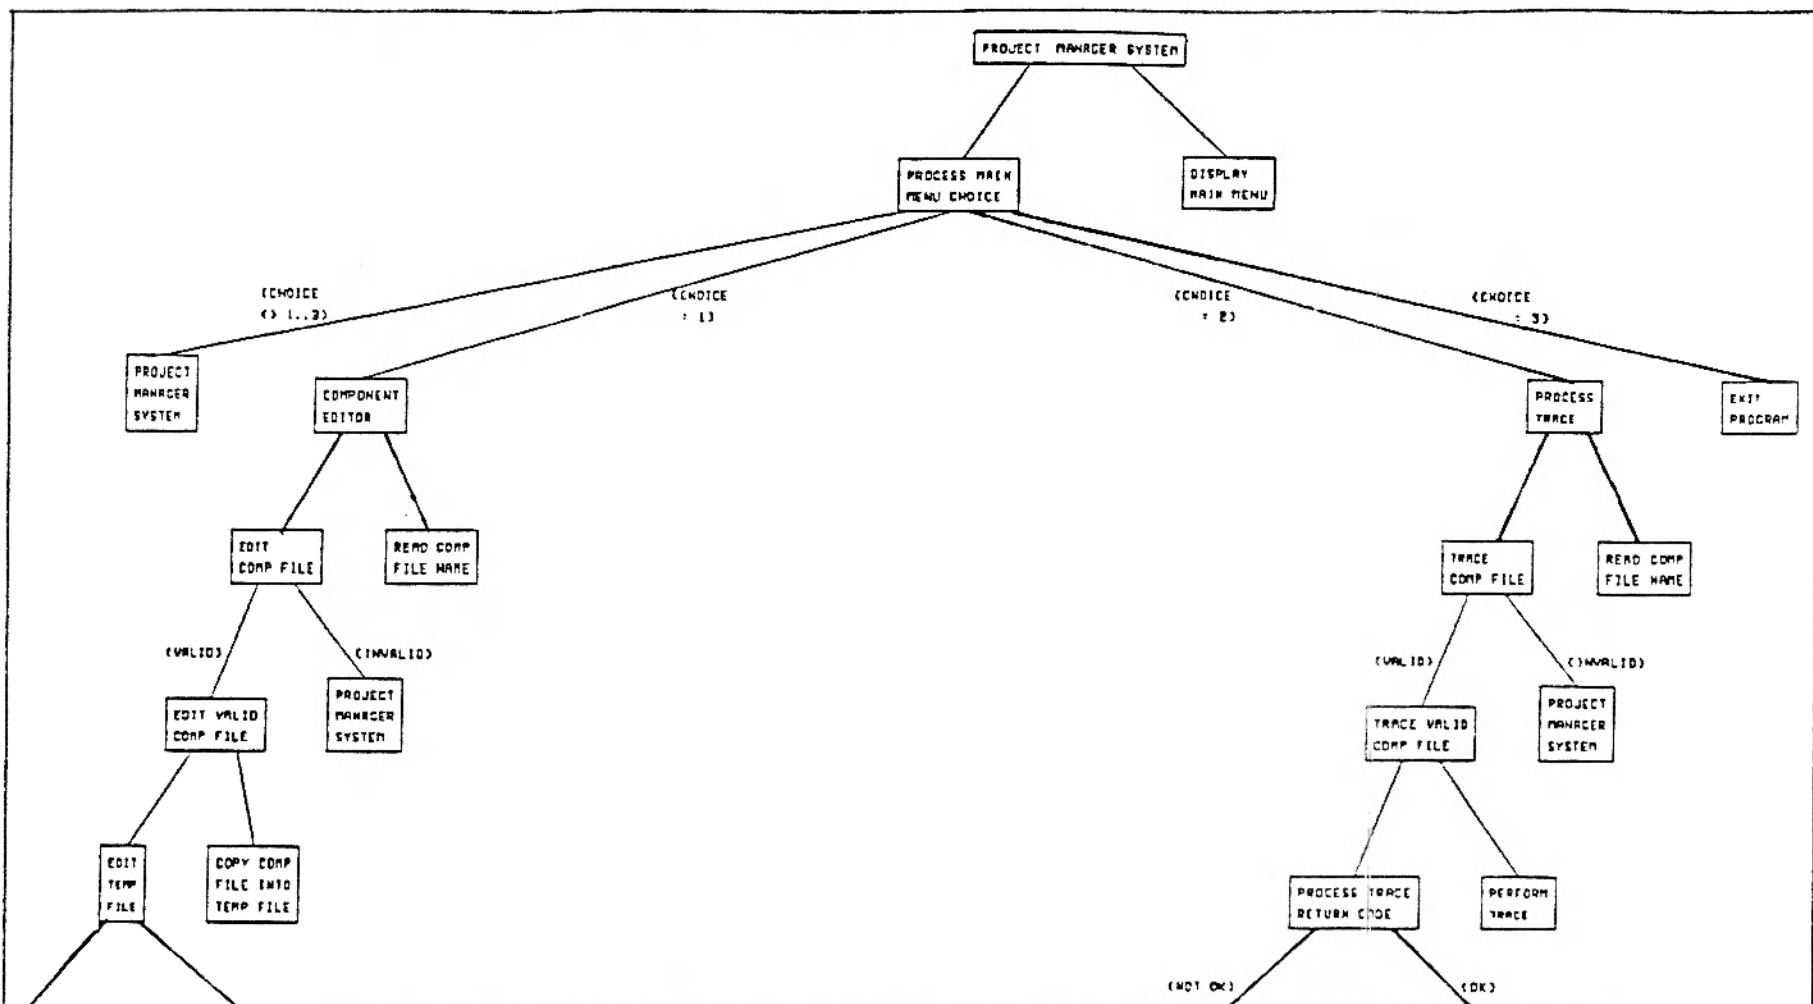 PROJECT MANAGER SYSTEM
PROCESS MAIN
MENU CHOICE
DISPLAY
MAIN MENU
(CHOICE
<> 1..3)
(CHOICE
= 1)
(CHOICE
= 2)
(CHOICE
= 3)
PROJECT
MANAGER
SYSTEM
COMPONENT
EDITOR
PROCESS
TRACE
EXIT
PROGRAM
EDIT
COMP FILE
READ COMP
FILE NAME
TRACE
COMP FILE
READ COMP
FILE NAME
(VALID)
(INVALID)
(VALID)
(INVALID)
EDIT VALID
COMP FILE
PROJECT
MANAGER
SYSTEM
TRACE VALID
COMP FILE
PROJECT
MANAGER
SYSTEM
EDIT
TEMP
FILE
COPY COMP
FILE INTO
TEMP FILE
PROCESS TRACE
RETURN CODE
PERFORM
TRACE
(NOT OK)
(OK)